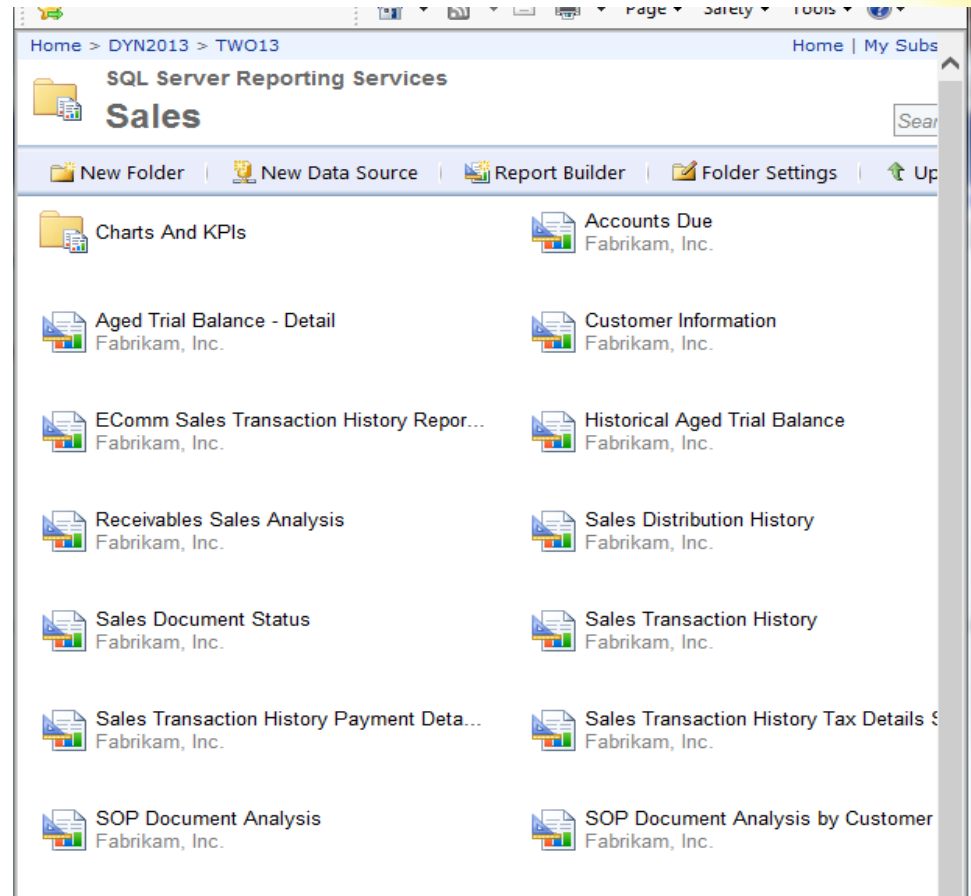 Page Safety Tools
Home > DYN2013 > TWO13
Home | My Subs
SQL Server Reporting Services
Sales
Sear
New Folder | New Data Source | Report Builder | Folder Settings | Up
Charts And KPIs
Accounts Due
Fabrikam, Inc.
Aged Trial Balance - Detail
Fabrikam, Inc.
Customer Information
Fabrikam, Inc.
EComm Sales Transaction History Repor...
Fabrikam, Inc.
Historical Aged Trial Balance
Fabrikam, Inc.
Receivables Sales Analysis
Fabrikam, Inc.
Sales Distribution History
Fabrikam, Inc.
Sales Document Status
Fabrikam, Inc.
Sales Transaction History
Fabrikam, Inc.
Sales Transaction History Payment Deta...
Fabrikam, Inc.
Sales Transaction History Tax Details S
Fabrikam, Inc.
SOP Document Analysis
Fabrikam, Inc.
SOP Document Analysis by Customer
Fabrikam, Inc.